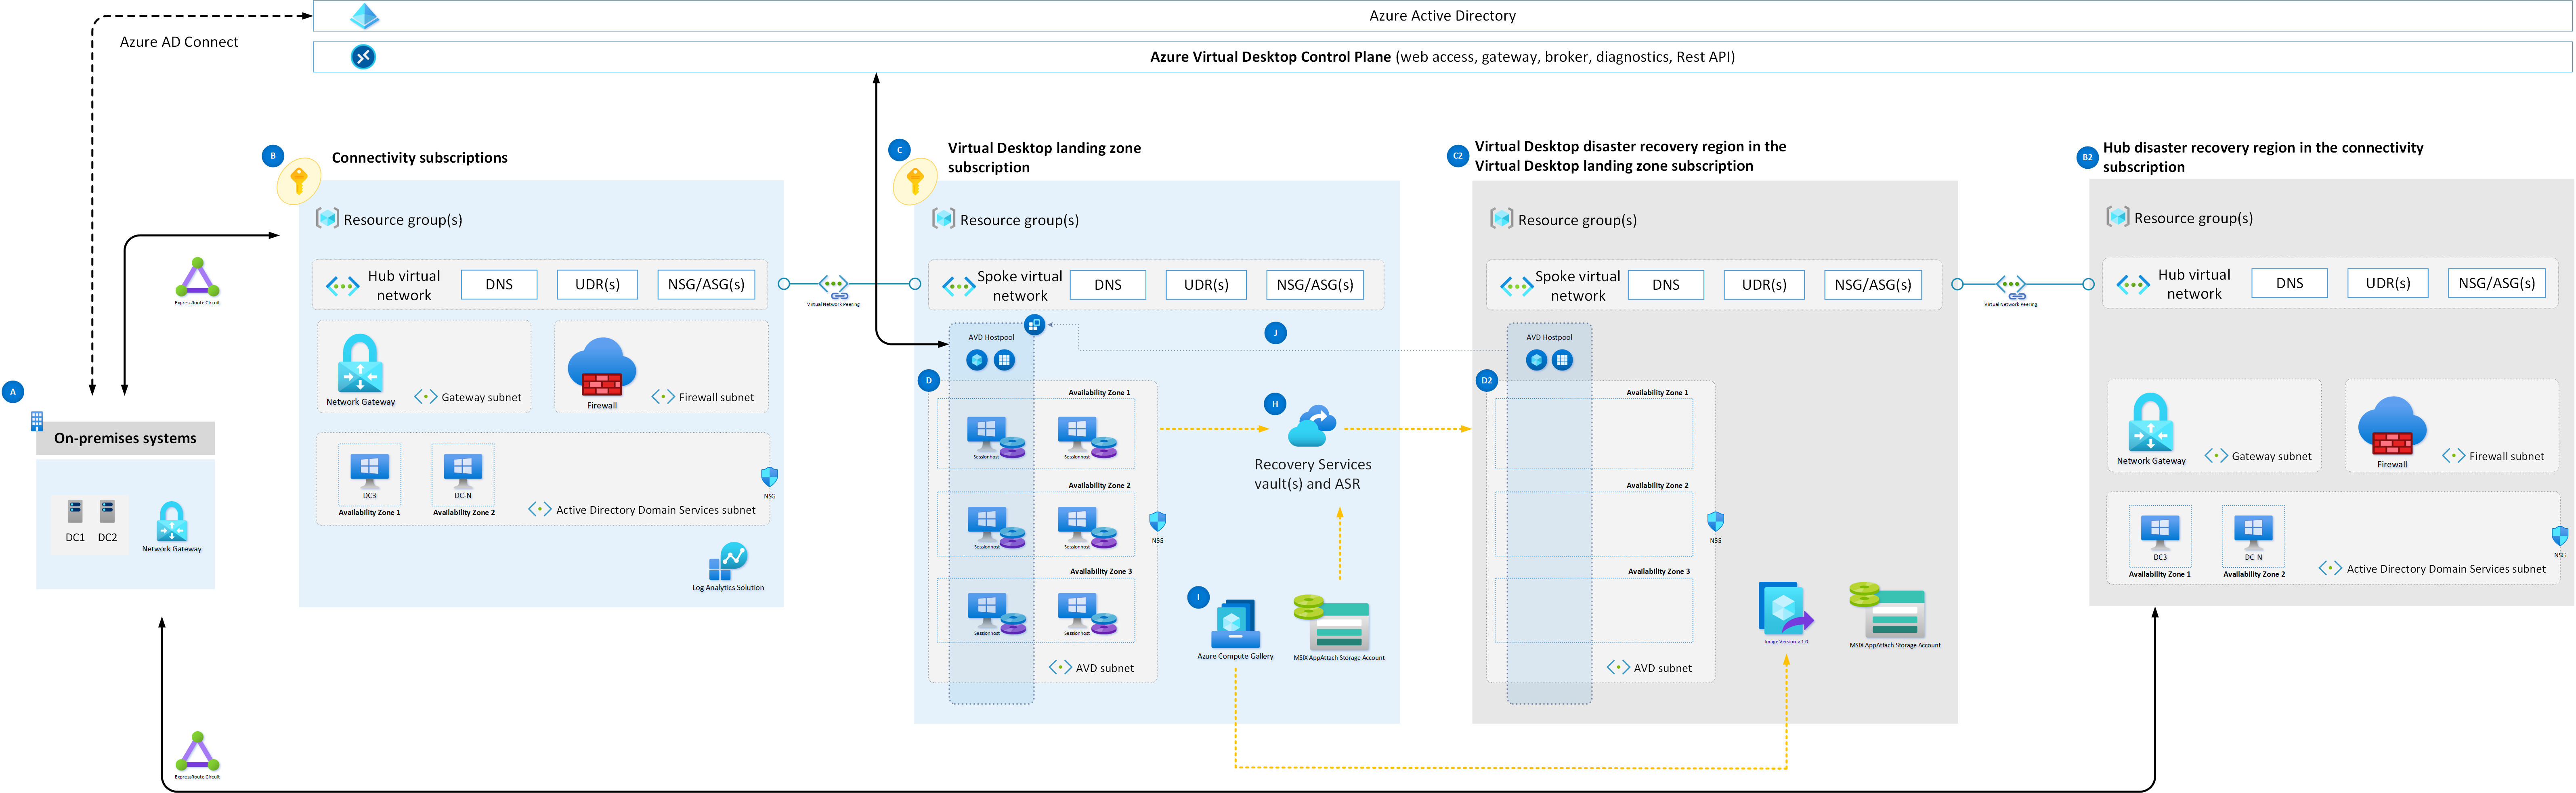 Azure Active Directory
Azure AD Connect
Azure Virtual Desktop Control Plane (web access, gateway, broker, diagnostics, Rest API)
A
On-premises systems
DC1
DC2
Network Gateway
ExpressRoute Circuit
ExpressRoute Circuit
B
Connectivity subscriptions
Resource group(s)
Hub virtual
network
DNS
UDR(s)
NSG/ASG(s)
Network Gateway
Gateway subnet
Firewall
Firewall subnet
DC3
Availability Zone 1
DC-N
Availability Zone 2
Active Directory Domain Services subnet
NSG
Log Analytics Solution
Virtual Network Peering
C
Virtual Desktop landing zone
subscription
Resource group(s)
Spoke virtual
network
DNS
UDR(s)
NSG/ASG(s)
AVD Hostpool
J
D
Availability Zone 1
Sessionhost
Sessionhost
Availability Zone 2
Sessionhost
Sessionhost
Availability Zone 3
Sessionhost
Sessionhost
AVD subnet
NSG
H
Recovery Services
vault(s) and ASR
I
Azure Compute Gallery
MSIX AppAttach Storage Account
C2
Virtual Desktop disaster recovery region in the
Virtual Desktop landing zone subscription
Resource group(s)
Spoke virtual
network
DNS
UDR(s)
NSG/ASG(s)
AVD Hostpool
D2
Availability Zone 1
Availability Zone 2
Availability Zone 3
AVD subnet
NSG
Image Version v.1.0
MSIX AppAttach Storage Account
Virtual Network Peering
B2
Hub disaster recovery region in the connectivity
subscription
Resource group(s)
Hub virtual
network
DNS
UDR(s)
NSG/ASG(s)
Network Gateway
Gateway subnet
Firewall
Firewall subnet
DC3
Availability Zone 1
DC-N
Availability Zone 2
Active Directory Domain Services subnet
NSG